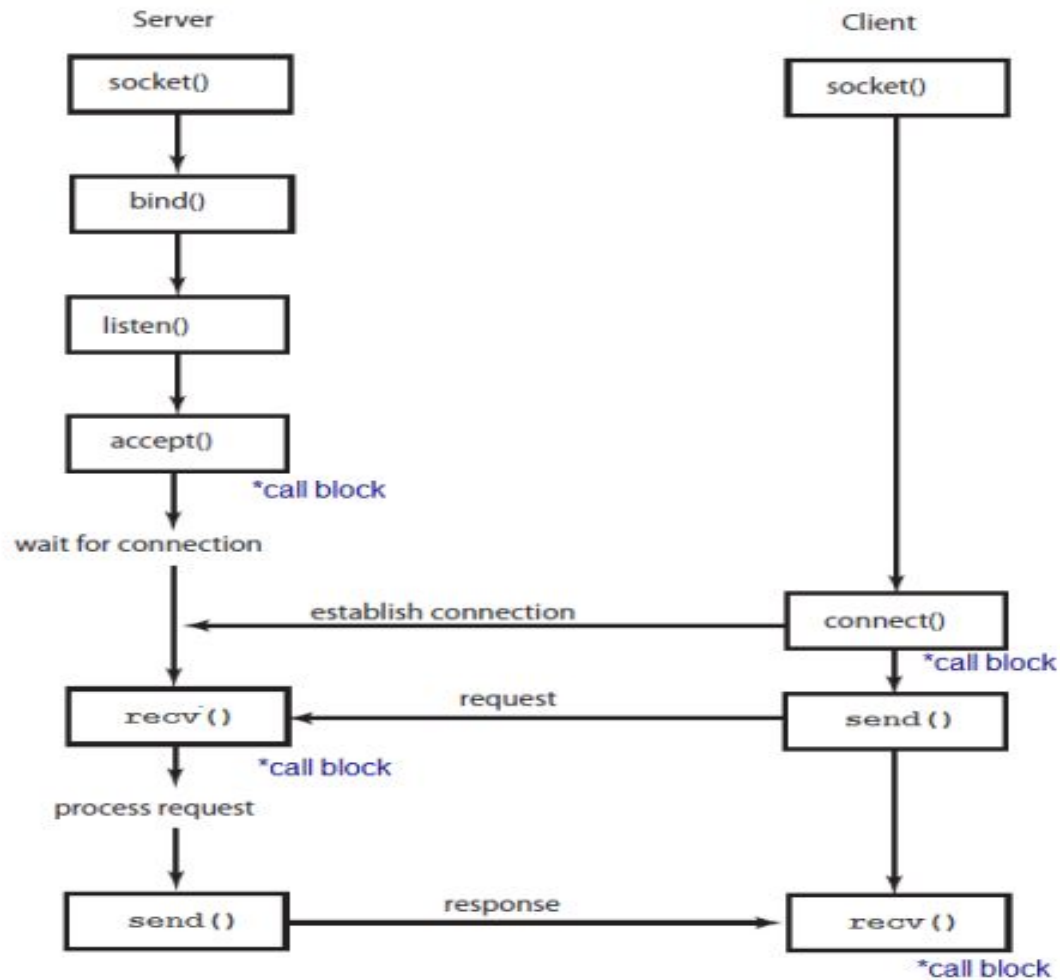 Server
Client
socket()
socket()
bind()
listen()
accept()
*call block
wait for connection
establish connection
connect()
*call block
request
recv()
send()
*call block
process request
response
send()
recv()
*call block